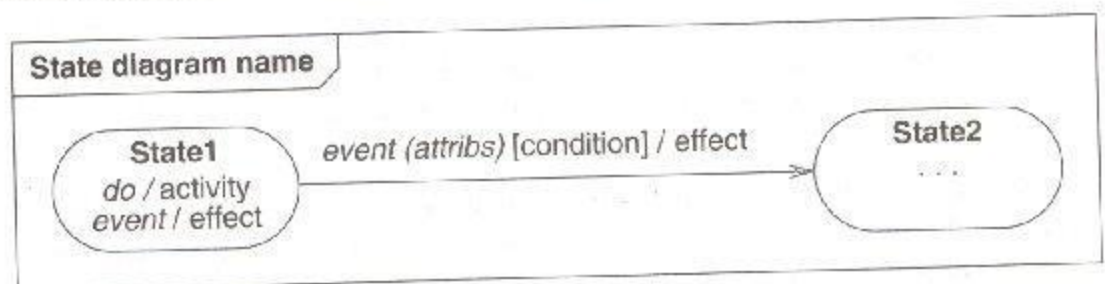 State diagram name
State1
do / activity
event / effect
event (attribs) [condition] / effect
State2
...